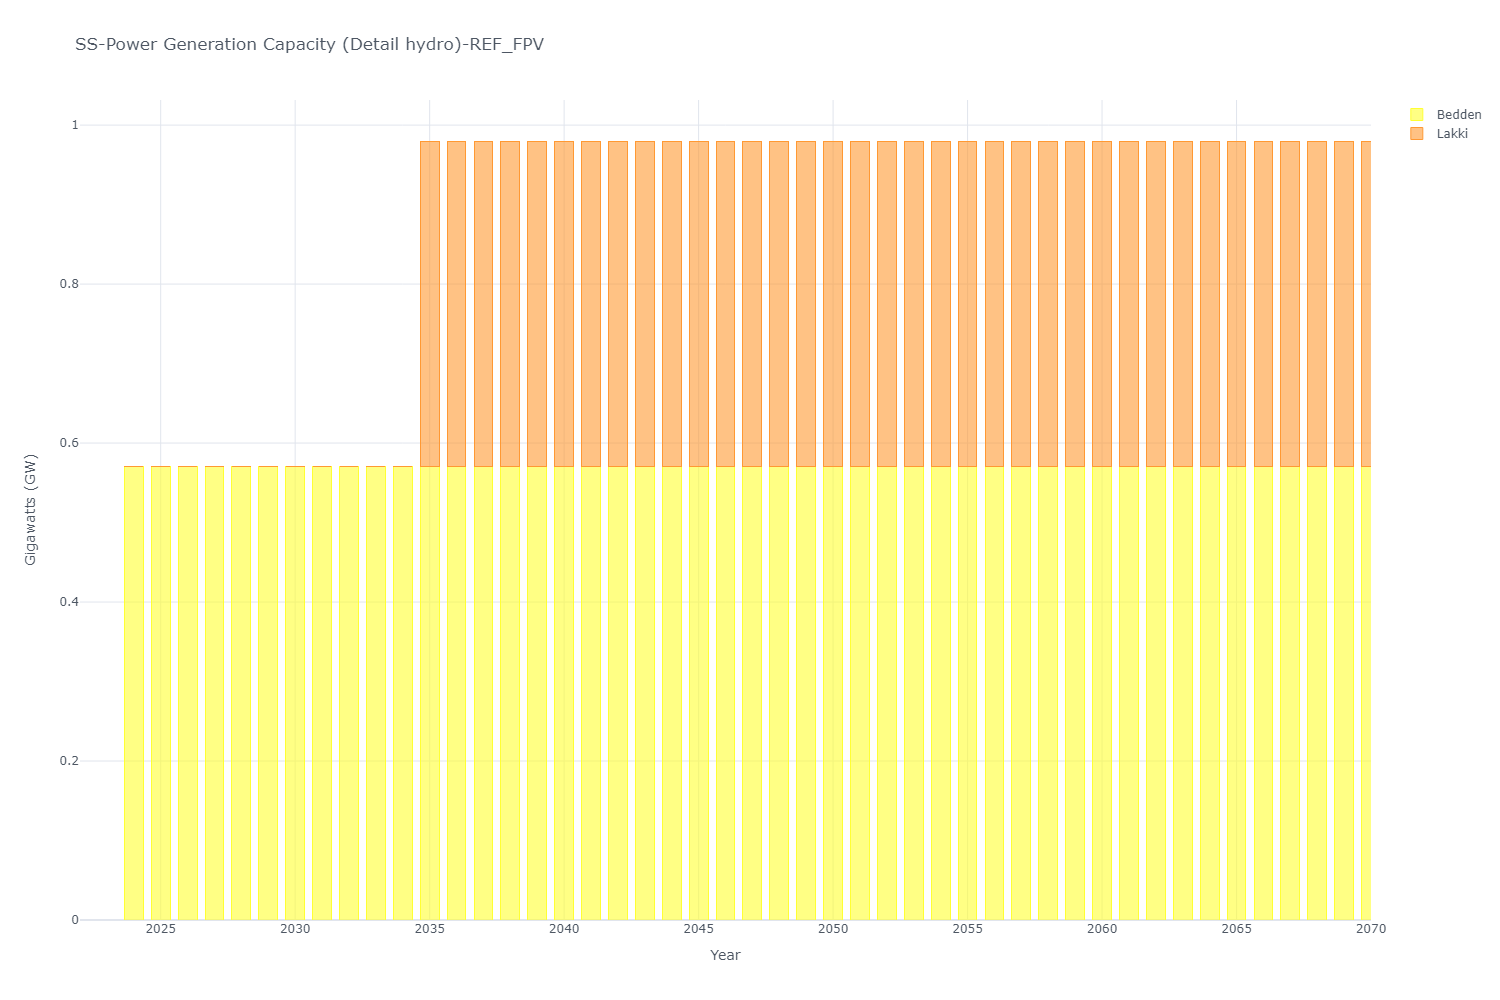 SS-Power Generation Capacity (Detail hydro)-REF_FPV
Bedden
Lakki
1
0.8
0.6
0.4
0.2
0
Gigawatts (GW)
2025 2030 2035 2040 2045 2050 2055 2060 2065 2070
Year